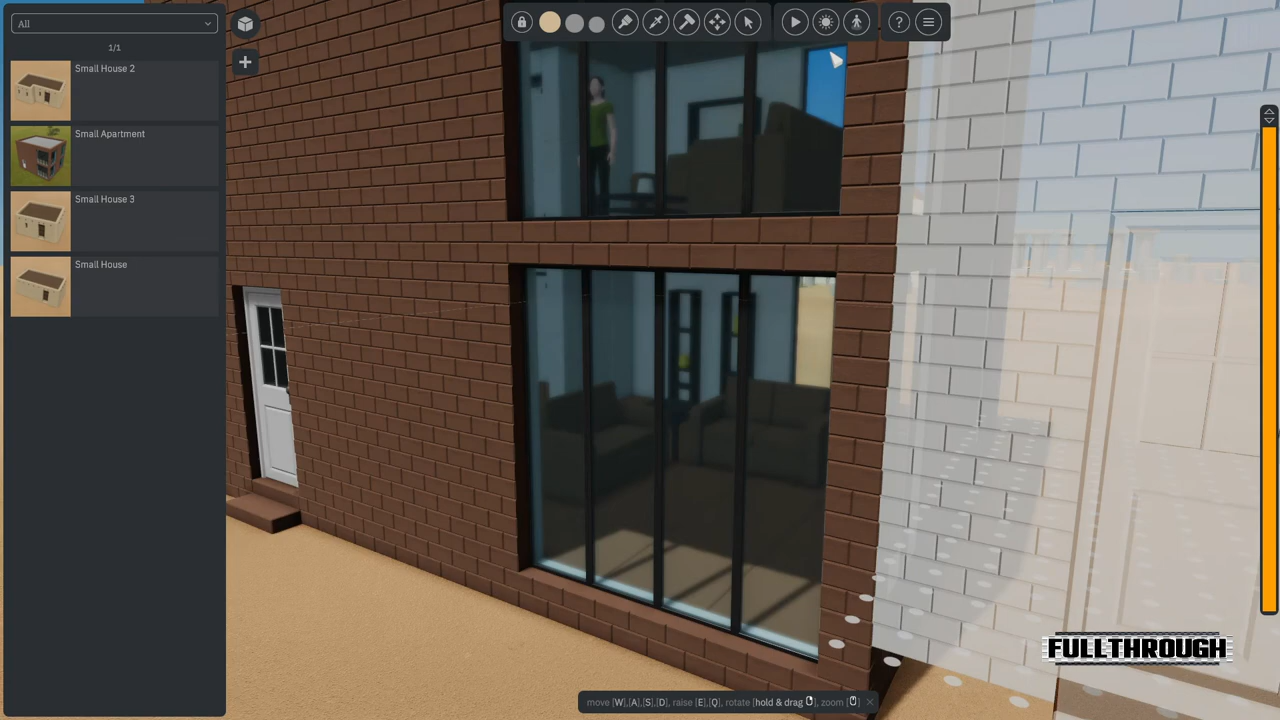 All
1/1
Small House 2
Small Apartment
Small House 3
Small House
move [W],[A],[S],[D], raise [E],[Q], rotate [hold & drag ], zoom [ ]
FULLTHROUGH